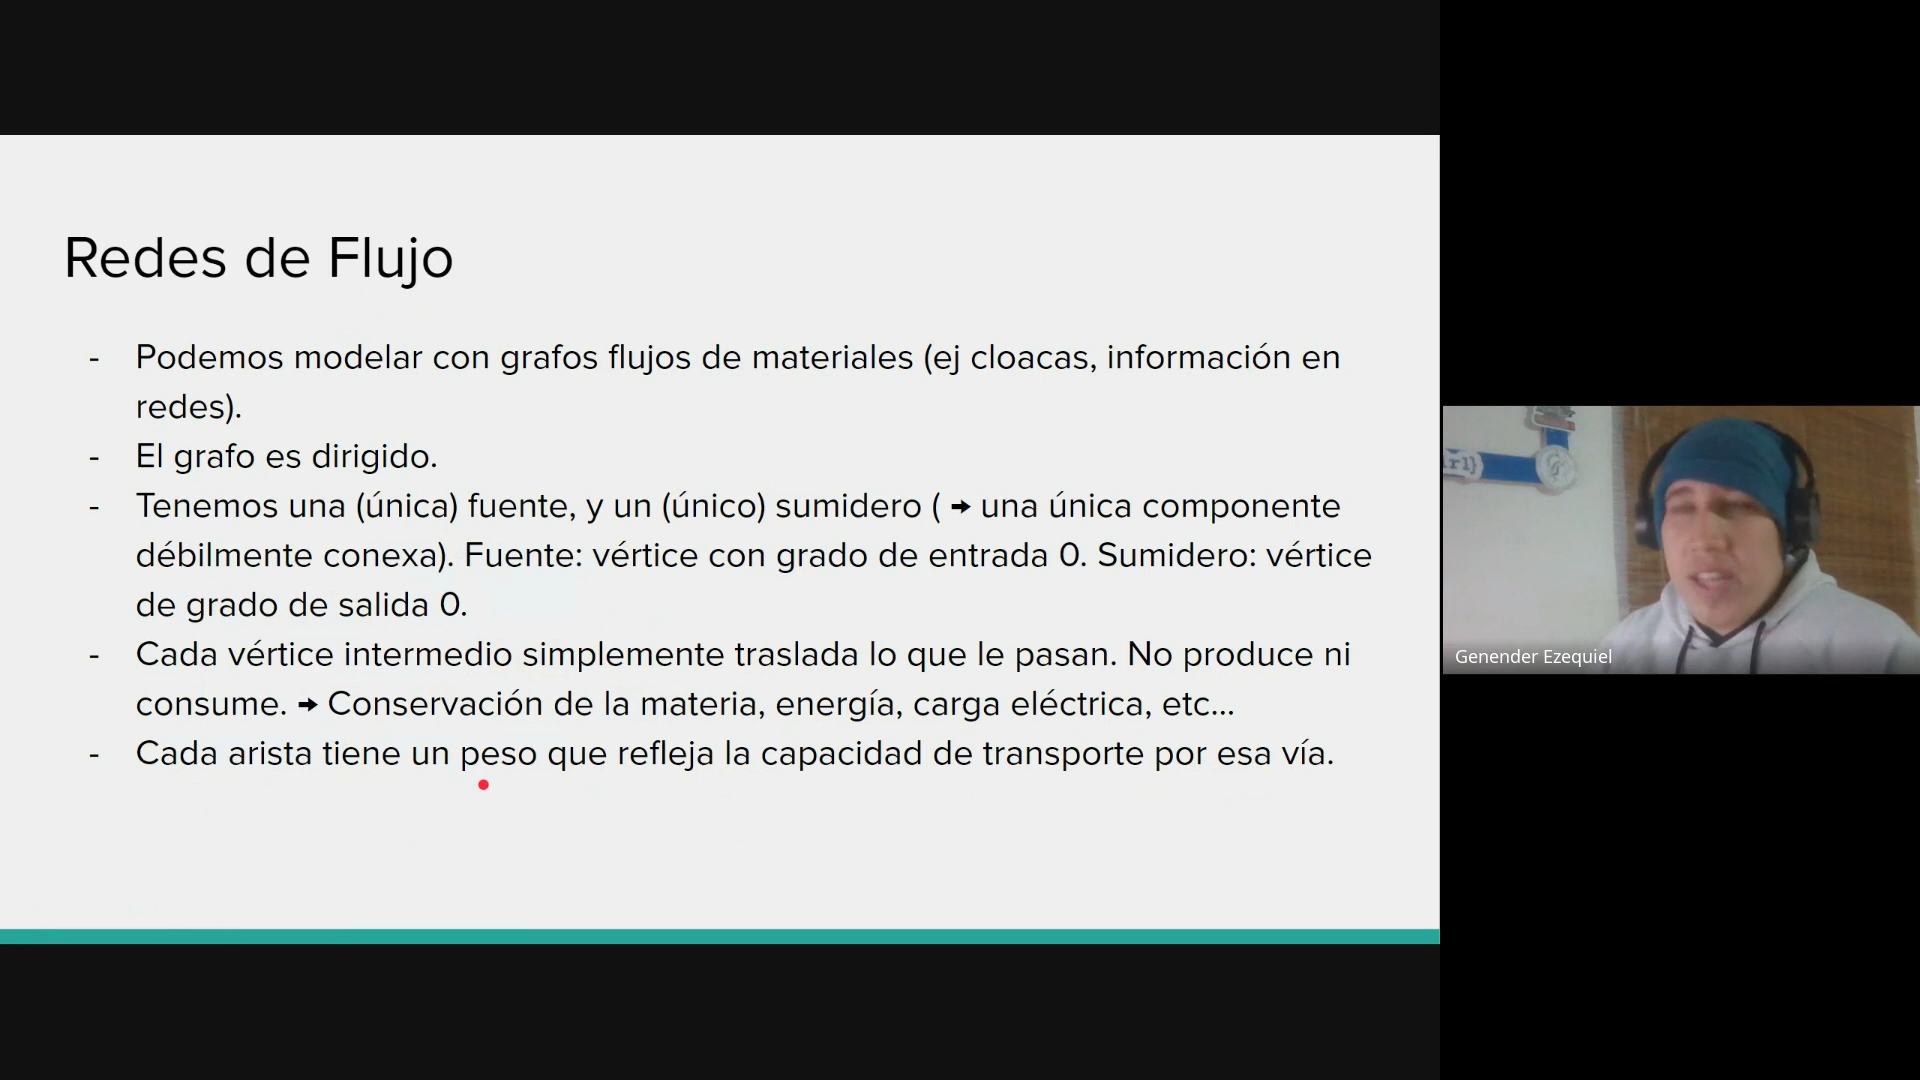 Redes de Flujo
- Podemos modelar con grafos flujos de materiales (ej cloacas, información en
redes).
- El grafo es dirigido.
- Tenemos una (única) fuente, y un (único) sumidero ( → una única componente
débilmente conexa). Fuente: vértice con grado de entrada 0. Sumidero: vértice
de grado de salida 0.
- Cada vértice intermedio simplemente traslada lo que le pasan. No produce ni
consume. → Conservación de la materia, energía, carga eléctrica, etc...
- Cada arista tiene un peso que refleja la capacidad de transporte por esa vía.
Genender Ezequiel